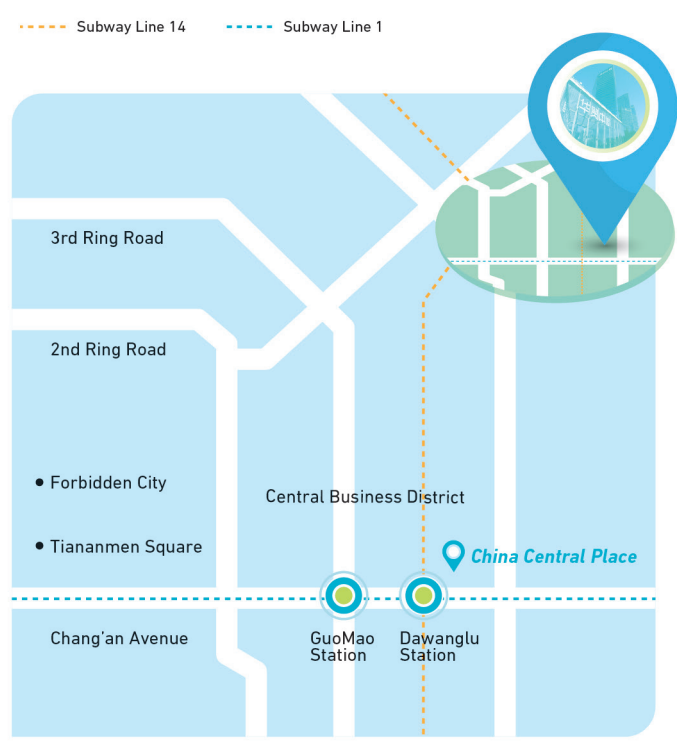 Subway Line 14
Subway Line 1
3rd Ring Road
2nd Ring Road
Forbidden City
Central Business District
Tiananmen Square
China Central Place
Chang'an Avenue
GuoMao
Station
Dawanglu
Station